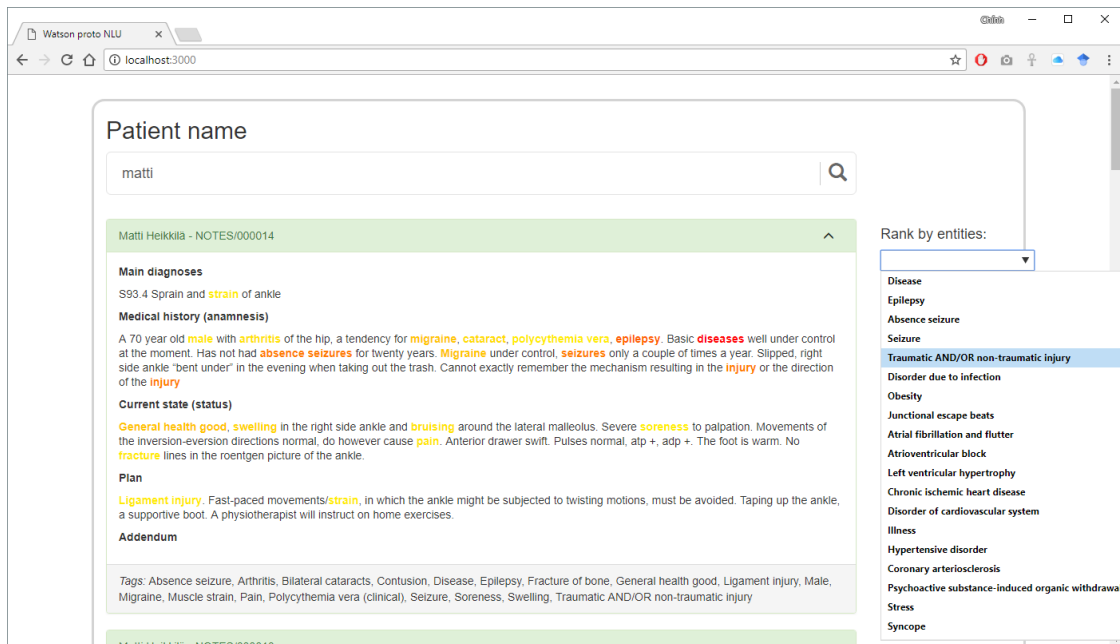 Chính
Watson proto NLU
localhost:3000
Patient name
matti
Matti Heikkilä - NOTES/000014
Main diagnoses
S93.4 Sprain and strain of ankle
Medical history (anamnesis)
A 70 year old male with arthritis of the hip, a tendency for migraine, cataract, polycythemia vera, epilepsy. Basic diseases well under control
at the moment. Has not had absence seizures for twenty years. Migraine under control, seizures only a couple of times a year. Slipped, right
side ankle “bent under” in the evening when taking out the trash. Cannot exactly remember the mechanism resulting in the injury or the direction
of the injury
Current state (status)
General health good, swelling in the right side ankle and bruising around the lateral malleolus. Severe soreness to palpation. Movements of
the inversion-eversion directions normal, do however cause pain. Anterior drawer swift. Pulses normal, atp +, adp +. The foot is warm. No
fracture lines in the roentgen picture of the ankle.
Plan
Ligament injury. Fast-paced movements/strain, in which the ankle might be subjected to twisting motions, must be avoided. Taping up the ankle,
a supportive boot. A physiotherapist will instruct on home exercises.
Addendum
Tags: Absence seizure, Arthritis, Bilateral cataracts, Contusion, Disease, Epilepsy, Fracture of bone, General health good, Ligament injury, Male,
Migraine, Muscle strain, Pain, Polycythemia vera (clinical), Seizure, Soreness, Swelling, Traumatic AND/OR non-traumatic injury
Rank by entities:
Disease
Epilepsy
Absence seizure
Seizure
Traumatic AND/OR non-traumatic injury
Disorder due to infection
Obesity
Junctional escape beats
Atrial fibrillation and flutter
Atrioventricular block
Left ventricular hypertrophy
Chronic ischemic heart disease
Disorder of cardiovascular system
Illness
Hypertensive disorder
Coronary arteriosclerosis
Psychoactive substance-induced organic withdrawa
Stress
Syncope